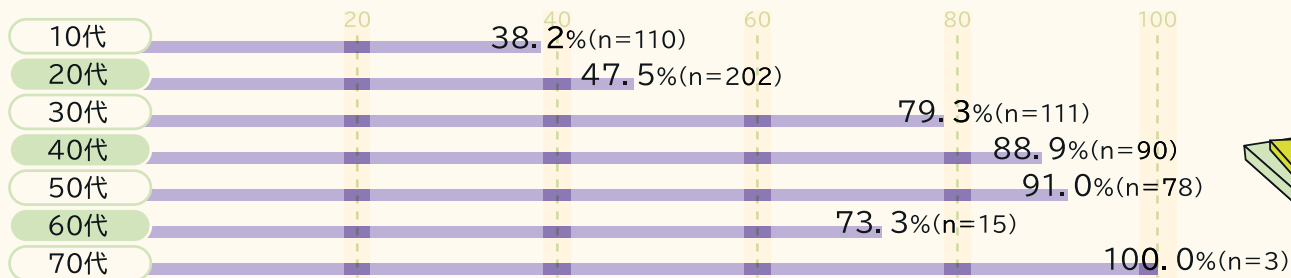 20 40 60 80 100
10代 38.2%(n=110)
20代 47.5%(n=202)
30代 79.3%(n=111)
40代 88.9%(n=90)
50代 91.0%(n=78)
60代 73.3%(n=15)
70代 100.0%(n=3)